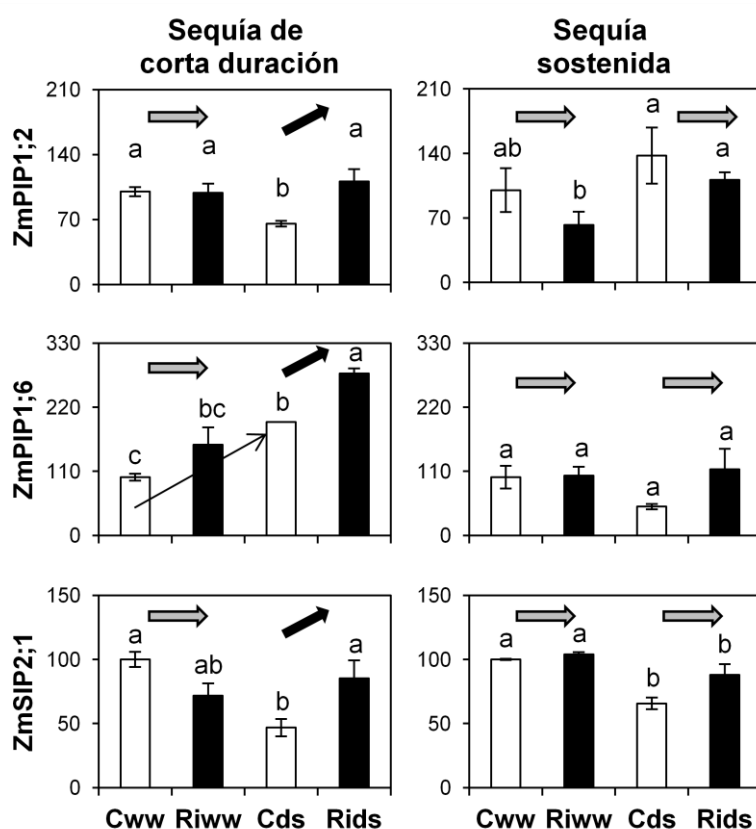 Sequía de
corta duración
Sequía
sostenida
ZmPIP1;2
210
140
70
0
a
a
b
a
210
140
70
0
ab
b
a
a
ZmPIP1;6
330
220
110
0
c
bc
b
a
330
220
110
0
a
a
a
a
ZmSIP2;1
150
100
50
0
a
ab
b
a
150
100
50
0
a
a
b
b
Cww Riww Cds Rids
Cww Riww Cds Rids